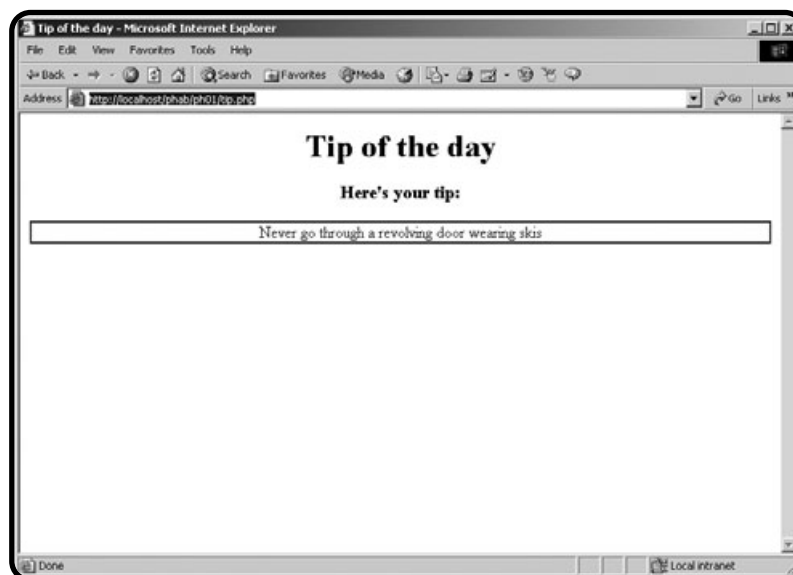 Tip of the day - Microsoft Internet Explorer
File Edit View Favorites Tools Help
Back Search Favorites Media
Address http://localhost/phab/ph01/tip.php Go Links »
Tip of the day
Here's your tip:
Never go through a revolving door wearing skis
Done Local intranet